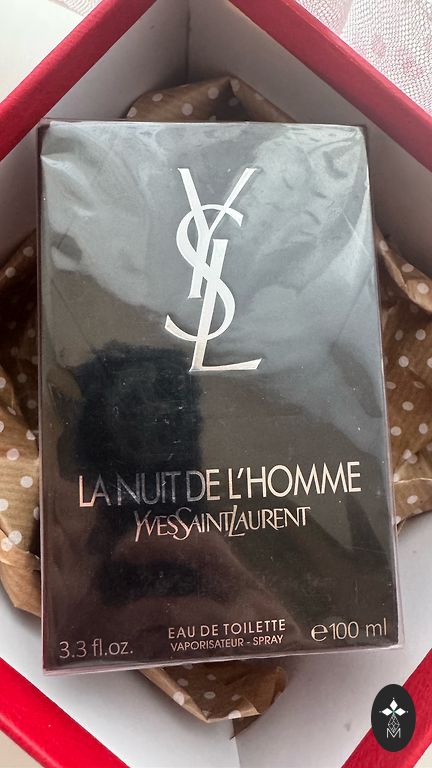 YSL
LA NUIT DE L'HOMME
YVESSAINTLAURENT
EAU DE TOILETTE
VAPORISATEUR - SPRAY
3.3 fl.oz.
℮100 ml
M